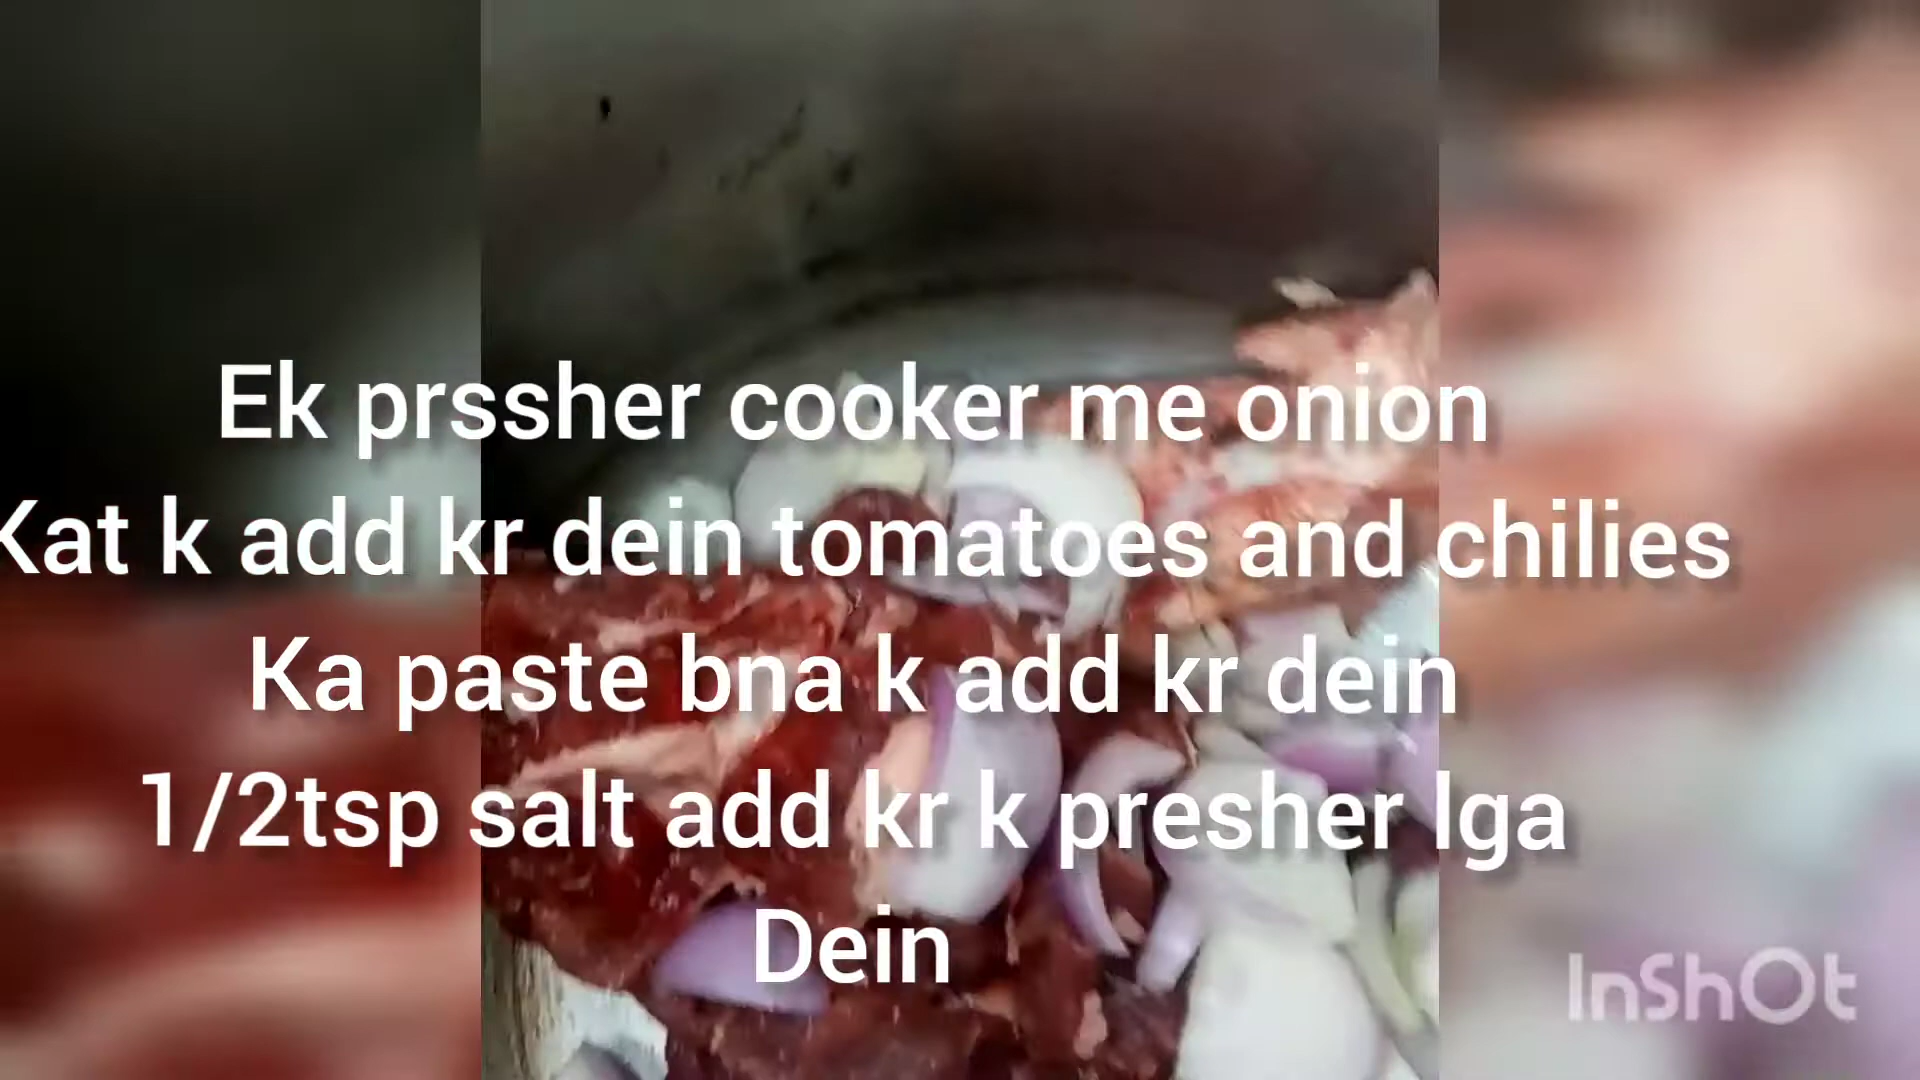 Ek prssher cooker me onion
Kat k add kr dein tomatoes and chilies
Ka paste bna k add kr dein
1/2tsp salt add kr k presher lga
Dein
InShOt